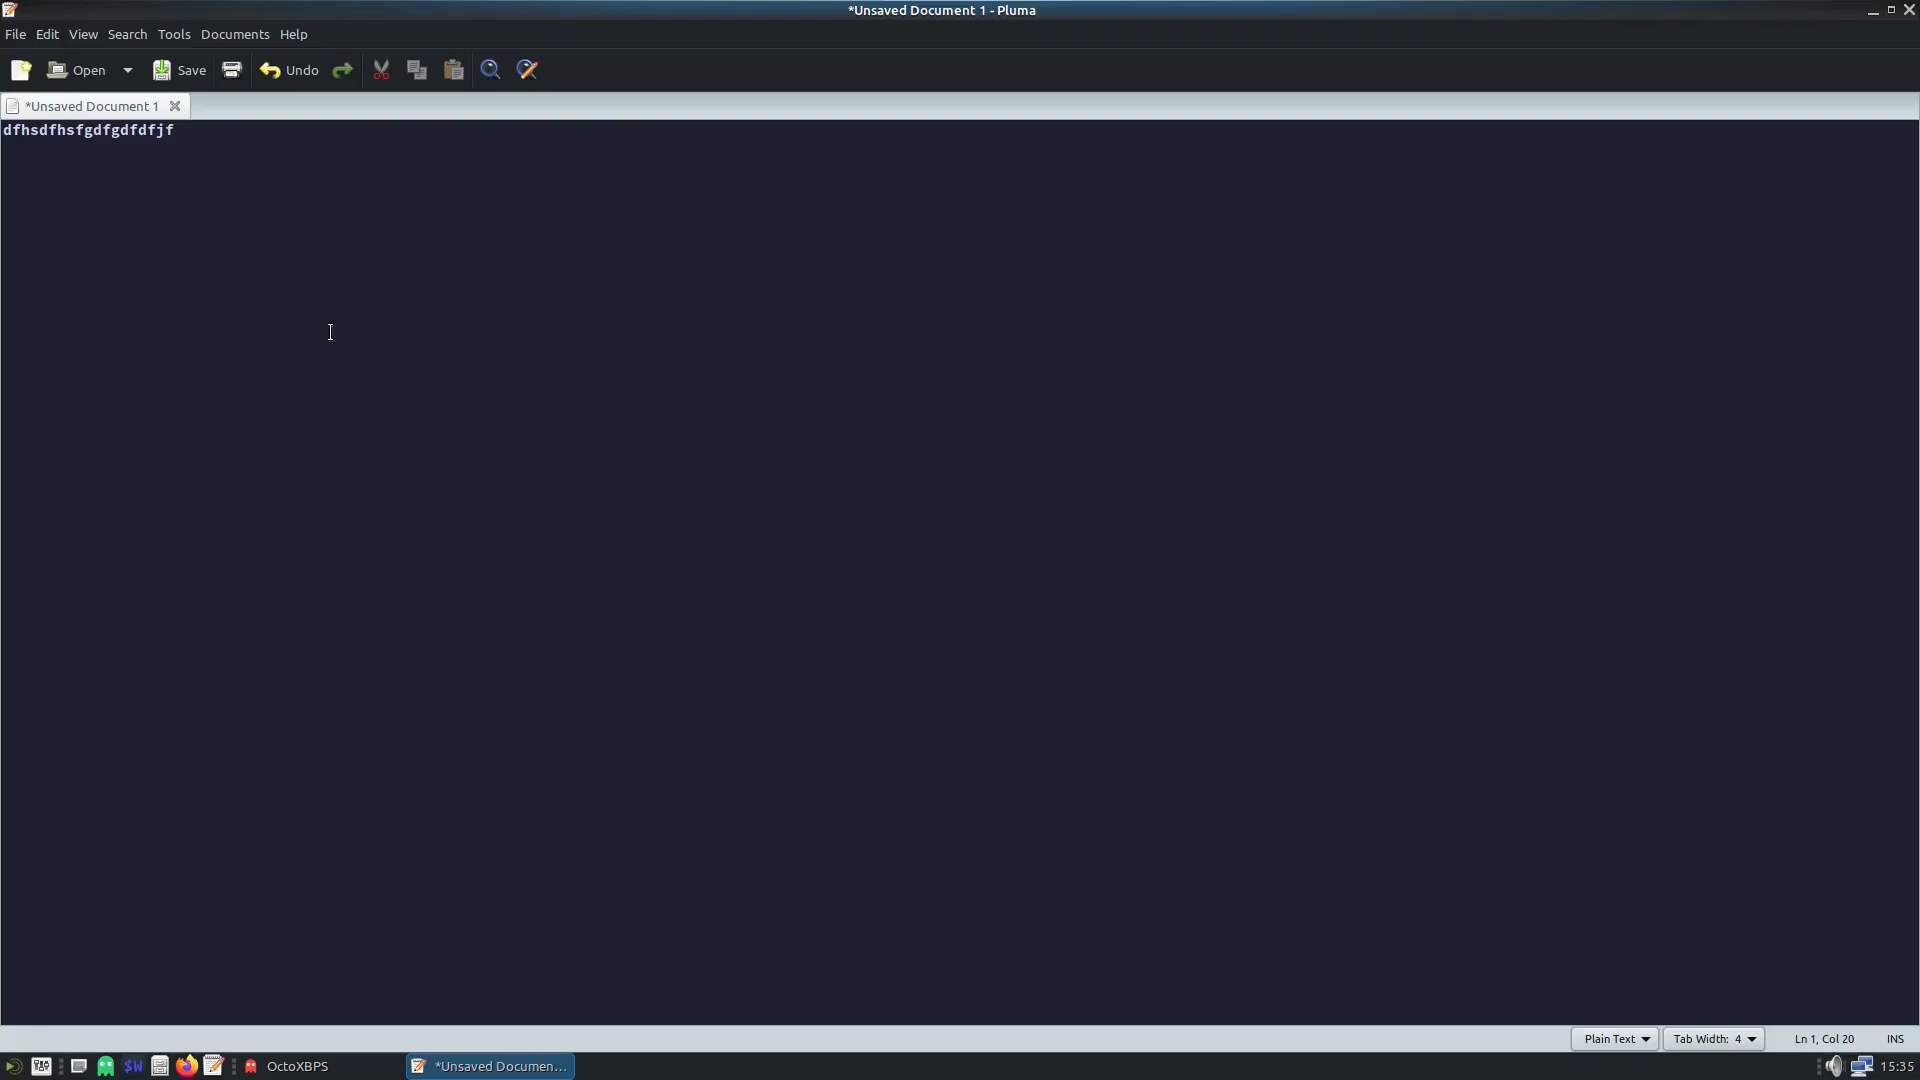 *Unsaved Document 1 - Pluma
File Edit View Search Tools Documents Help
Open Save Undo
*Unsaved Document 1
dfhsdfhsfgdfgdfdfjf
Plain Text Tab Width: 4 Ln 1, Col 20 INS
$W OctoXBPS *Unsaved Documen... 15:35